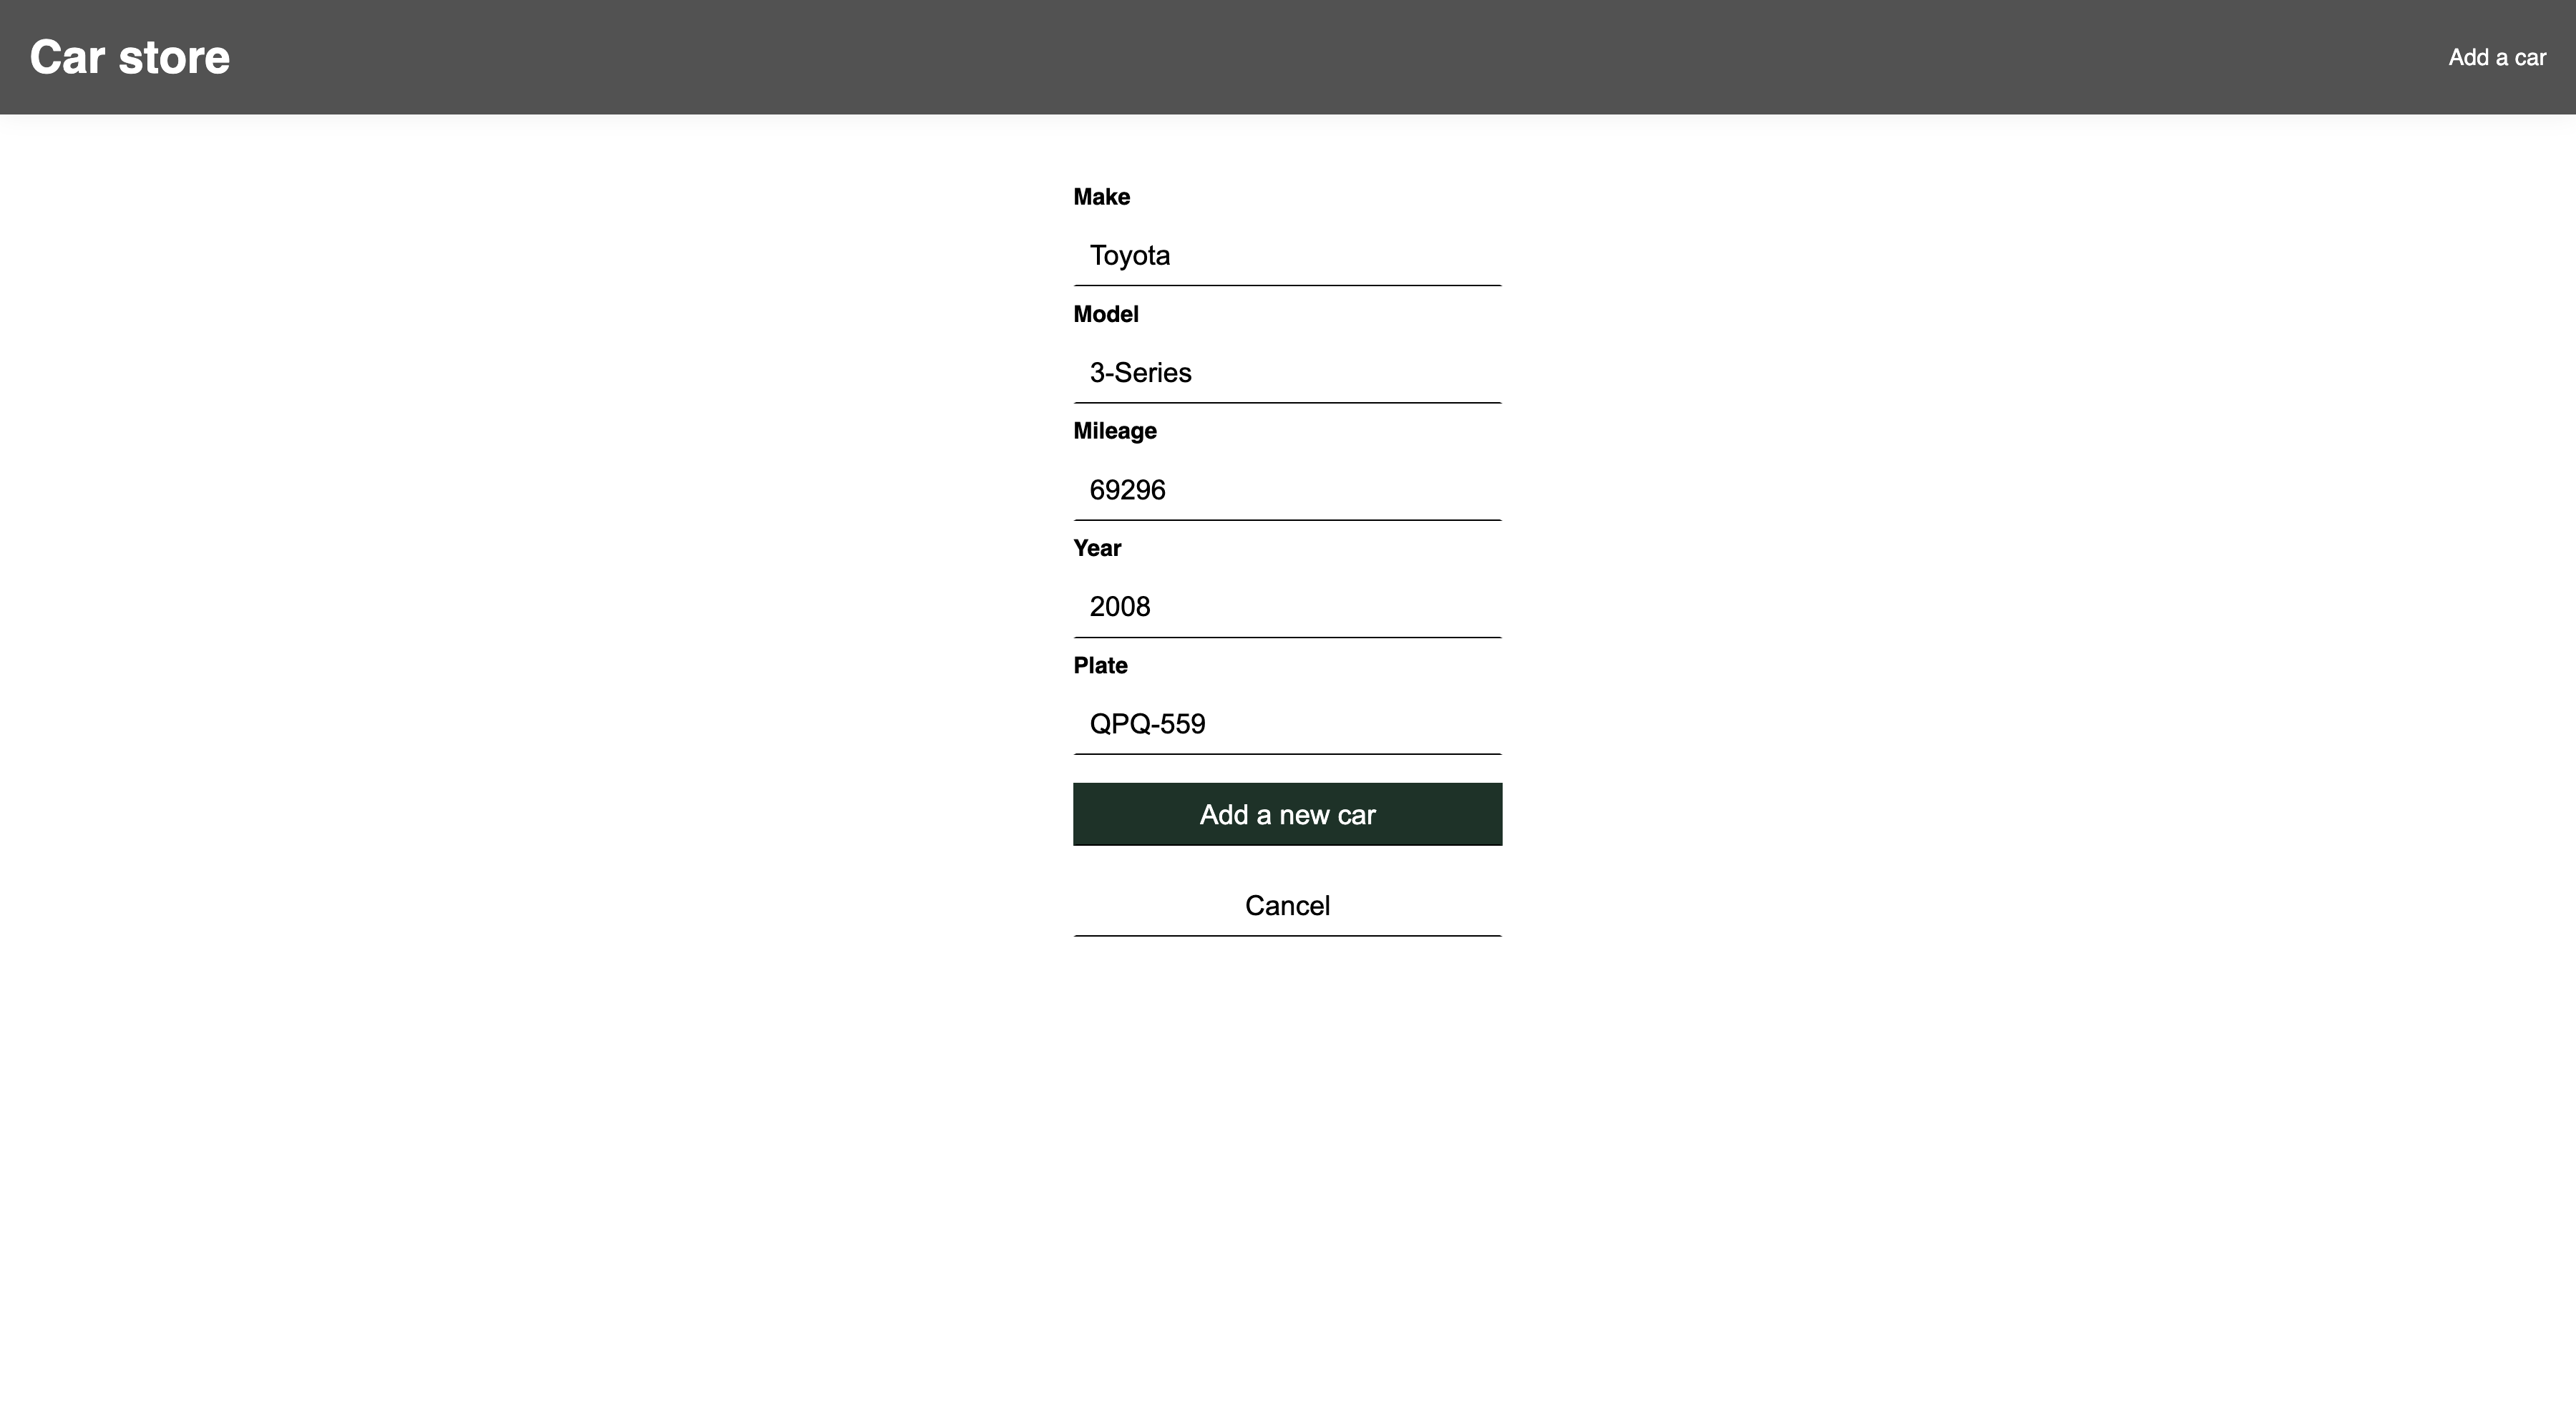 Car store
Add a car
Make
Toyota
Model
3-Series
Mileage
69296
Year
2008
Plate
QPQ-559
Add a new car
Cancel